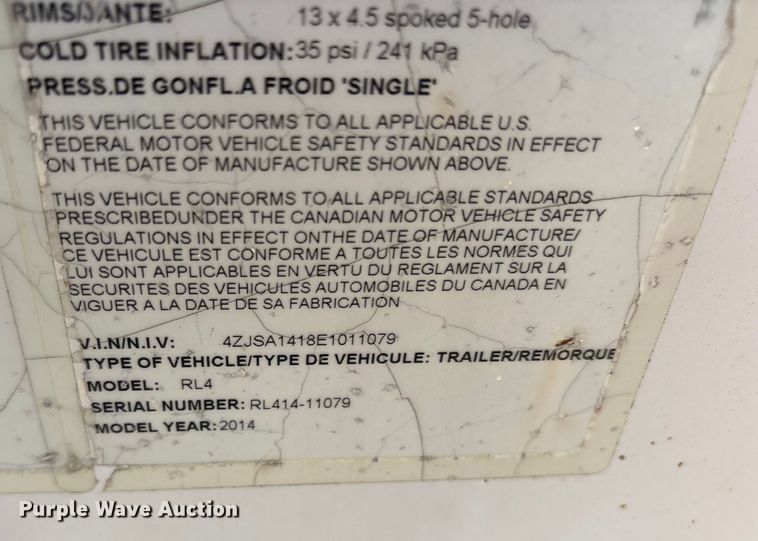 RIMS/JANTE: 13 x 4.5 spoked 5-hole
COLD TIRE INFLATION: 35 psi / 241 kPa
PRESS.DE GONFL.A FROID 'SINGLE'
THIS VEHICLE CONFORMS TO ALL APPLICABLE U.S.
FEDERAL MOTOR VEHICLE SAFETY STANDARDS IN EFFECT
ON THE DATE OF MANUFACTURE SHOWN ABOVE.
THIS VEHICLE CONFORMS TO ALL APPLICABLE STANDARDS
PRESCRIBEDUNDER THE CANADIAN MOTOR VEHICLE SAFETY
REGULATIONS IN EFFECT ONTHE DATE OF MANUFACTURE/
CE VEHICULE EST CONFORME A TOUTES LES NORMES QUI
LUI SONT APPLICABLES EN VERTU DU REGLAMENT SUR LA
SECURITES DES VEHICULES AUTOMOBILES DU CANADA EN
VIGUER A LA DATE DE SA FABRICATION
V.I.N/N.I.V: 4ZJSA1418E1011079
TYPE OF VEHICLE/TYPE DE VEHICULE: TRAILER/REMORQUE
MODEL: RL4
SERIAL NUMBER: RL414-11079
MODEL YEAR: 2014
Purple Wave Auction